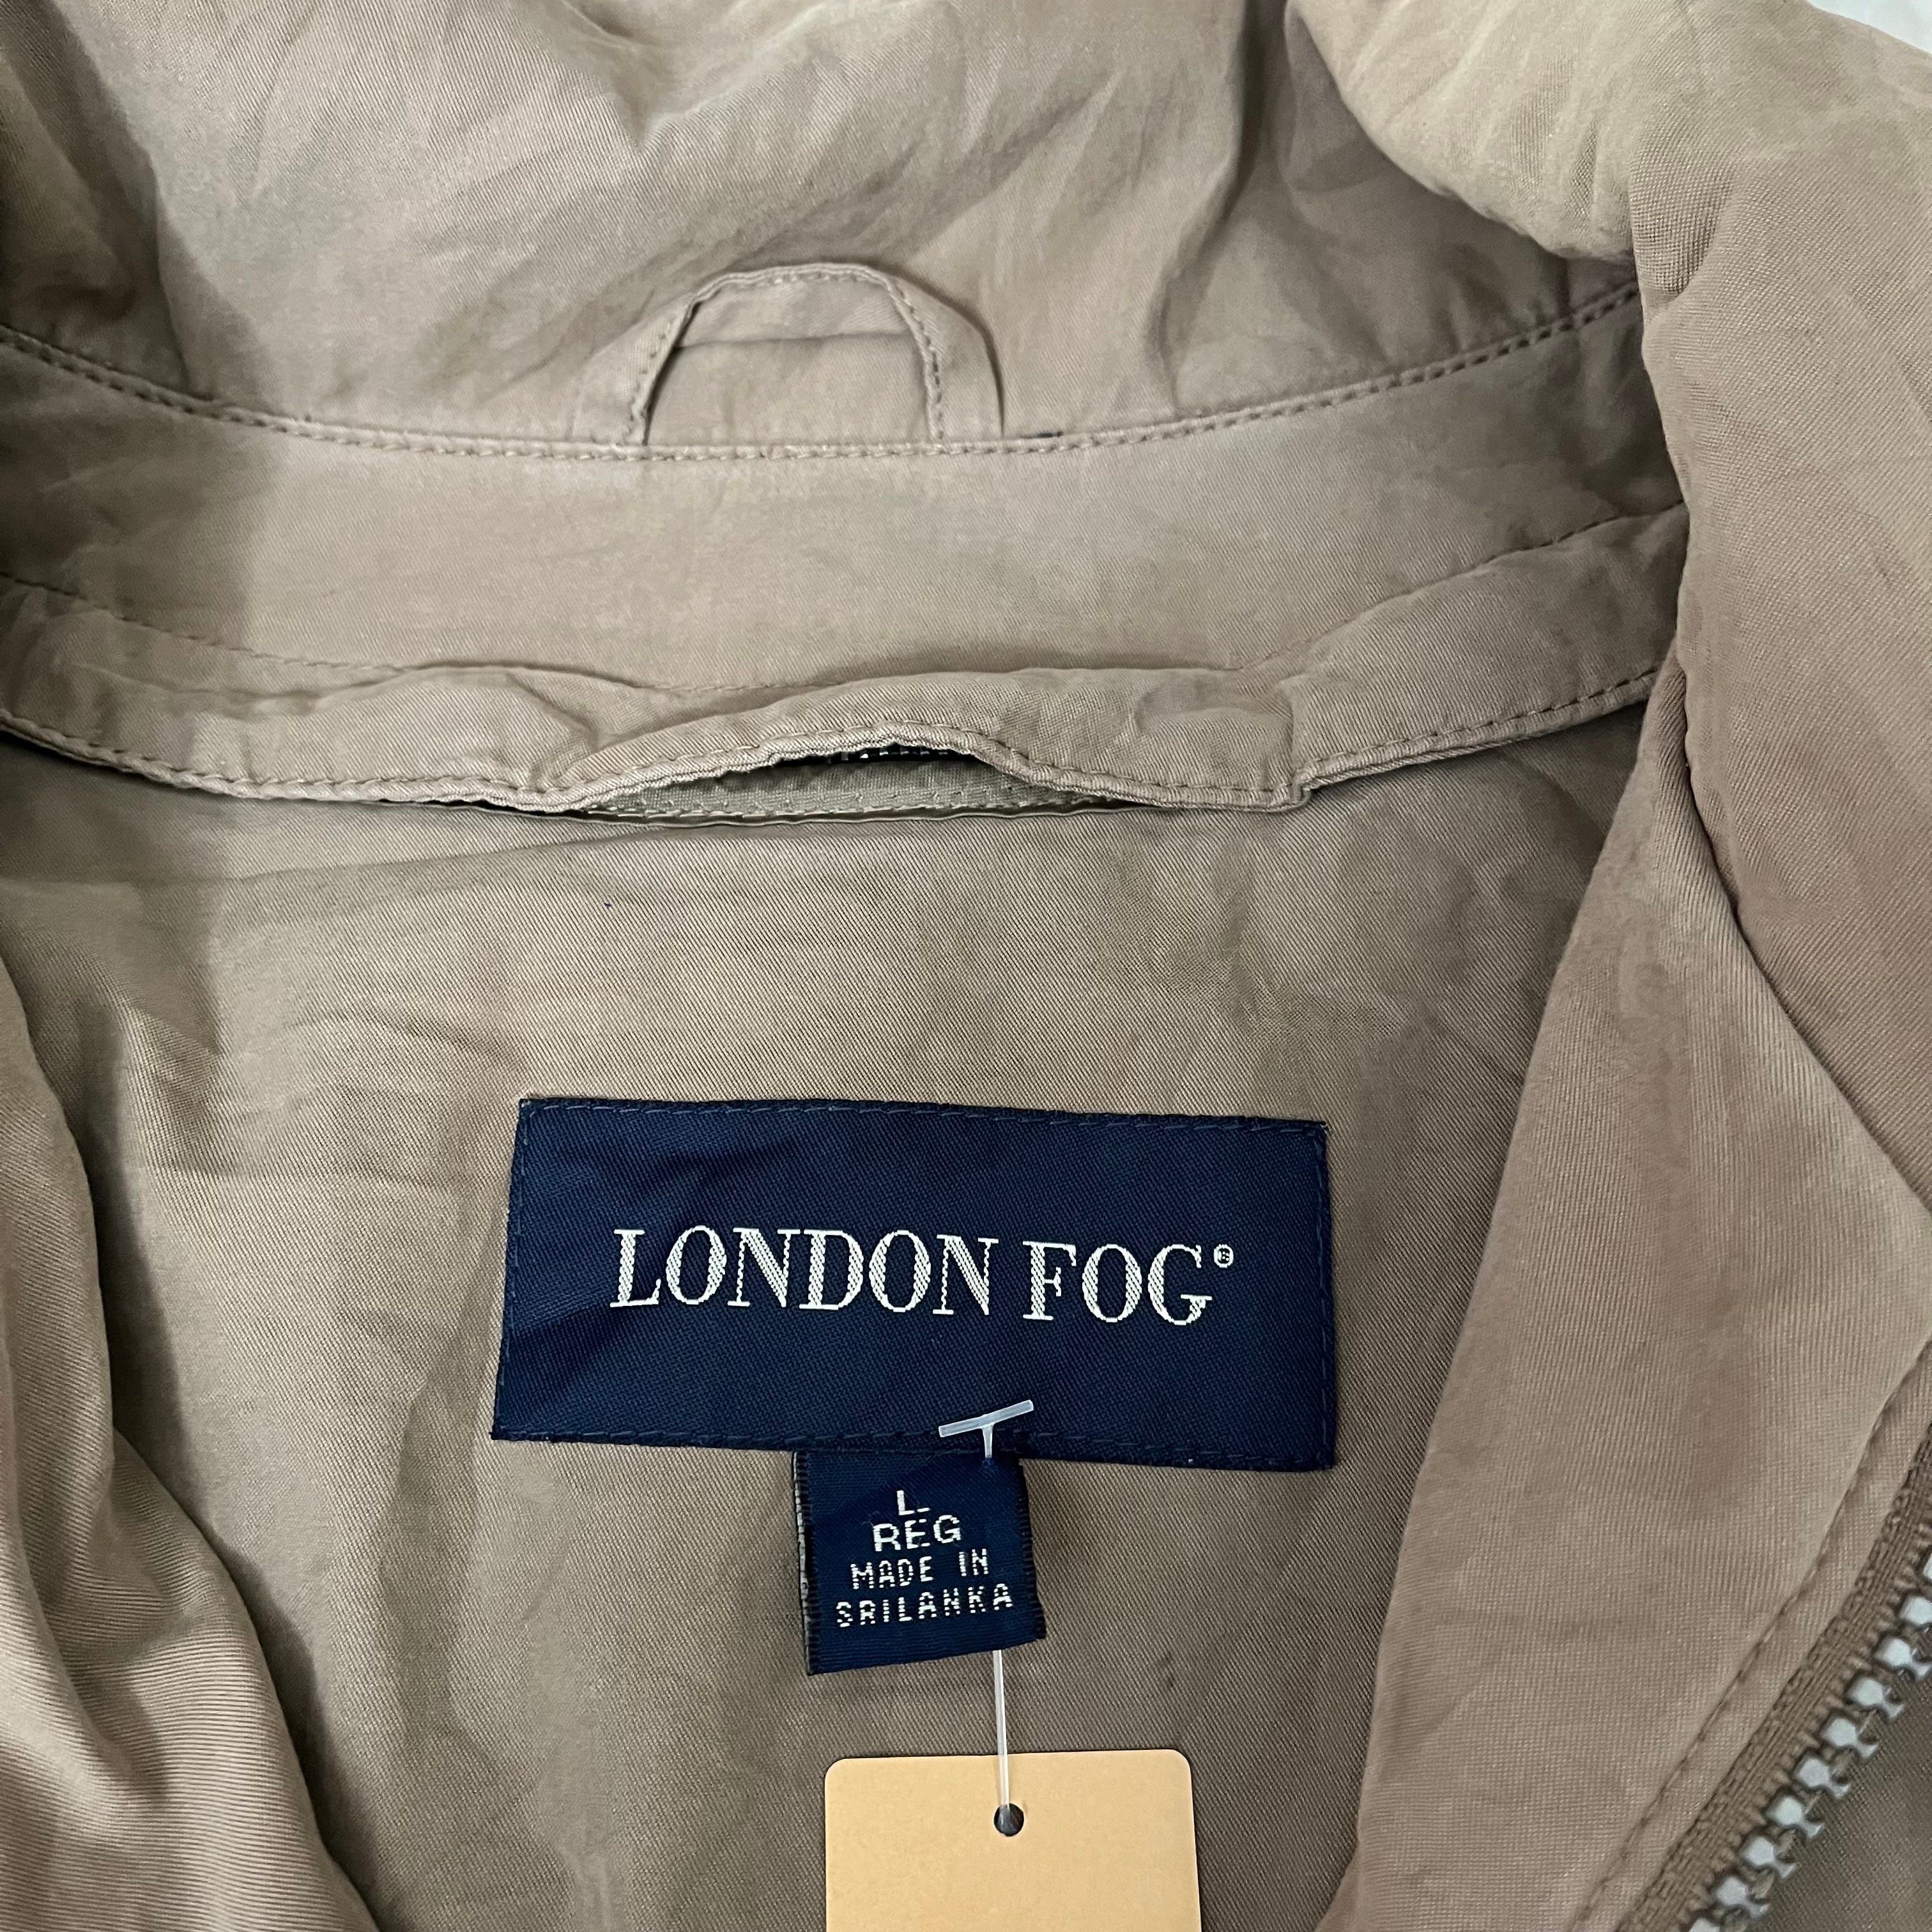 LONDON FOG®
L
REG
MADE IN
SRILANKA